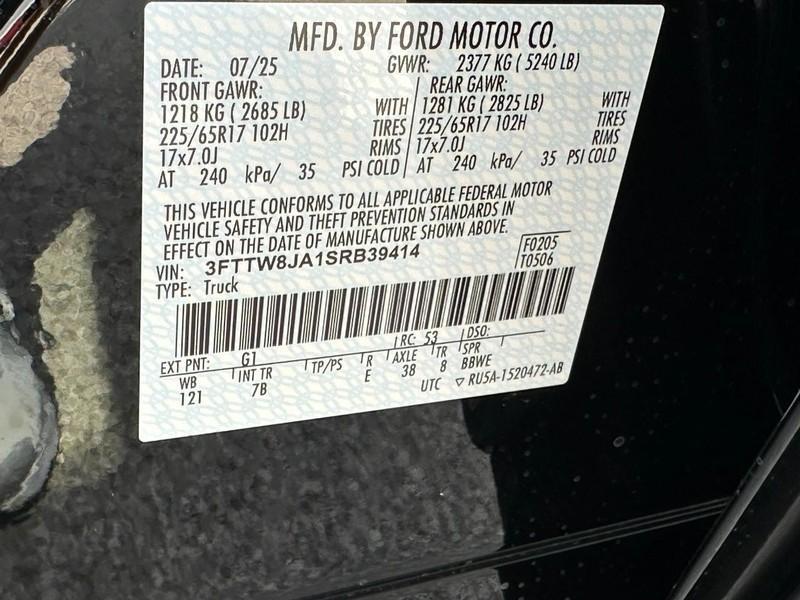 MFD. BY FORD MOTOR CO.
DATE: 07/25 GVWR: 2377 KG ( 5240 LB)
FRONT GAWR: REAR GAWR:
1218 KG ( 2685 LB) WITH 1281 KG ( 2825 LB) WITH
225/65R17 102H TIRES 225/65R17 102H TIRES
17x7.0J RIMS 17x7.0J RIMS
AT 240 kPa/ 35 PSI COLD AT 240 kPa/ 35 PSI COLD
THIS VEHICLE CONFORMS TO ALL APPLICABLE FEDERAL MOTOR
VEHICLE SAFETY AND THEFT PREVENTION STANDARDS IN
EFFECT ON THE DATE OF MANUFACTURE SHOWN ABOVE.
VIN: 3FTTW8JA1SRB39414 F0205
TYPE: Truck T0506
EXT PNT: G1 RC: 53 DSO:
WB INT TR TP/PS R AXLE TR SPR
121 7B E 38 8 BBWE
UTC ▽ RU5A-1520472-AB